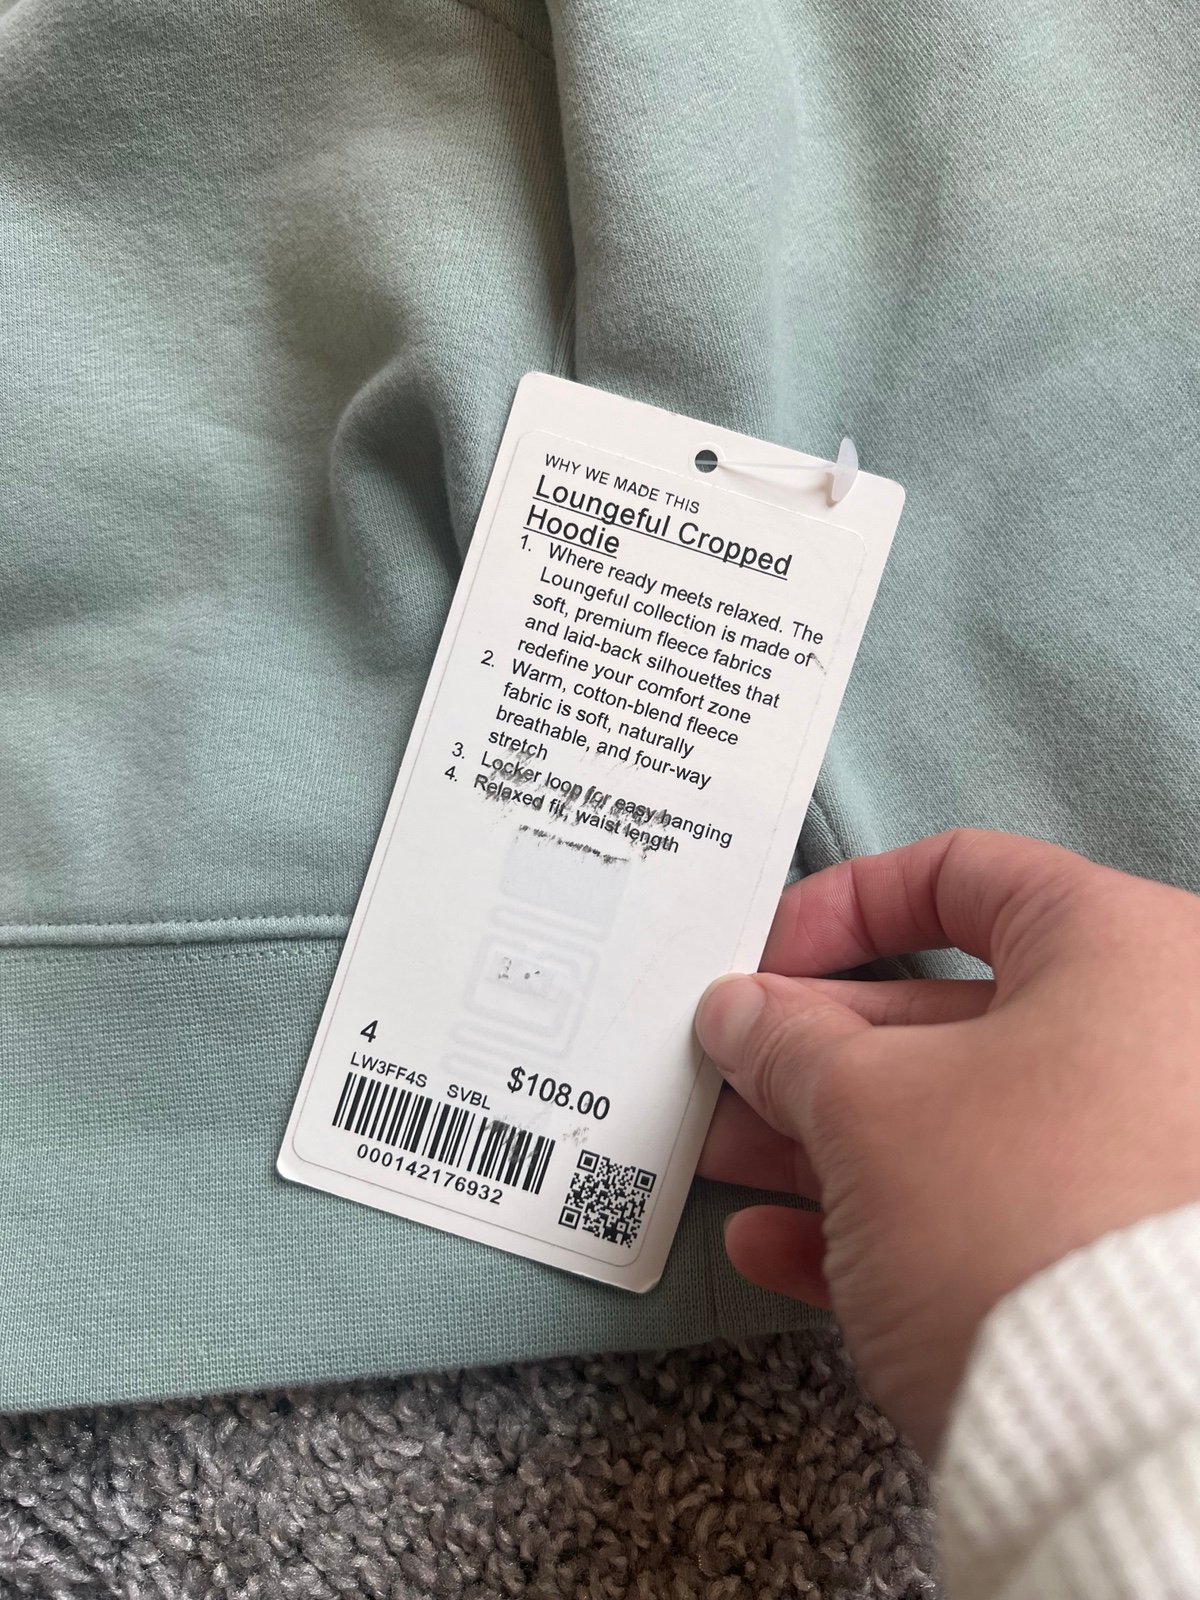 WHY WE MADE THIS
Loungeful Cropped
Hoodie
1. Where ready meets relaxed. The
Loungeful collection is made of
soft, premium fleece fabrics
and laid-back silhouettes that
redefine your comfort zone
2. Warm, cotton-blend fleece
fabric is soft, naturally
breathable, and four-way
stretch
3. Locker loop for easy hanging
4. Relaxed fit, waist length
4
LW3FF4S SVBL $108.00
000142176932